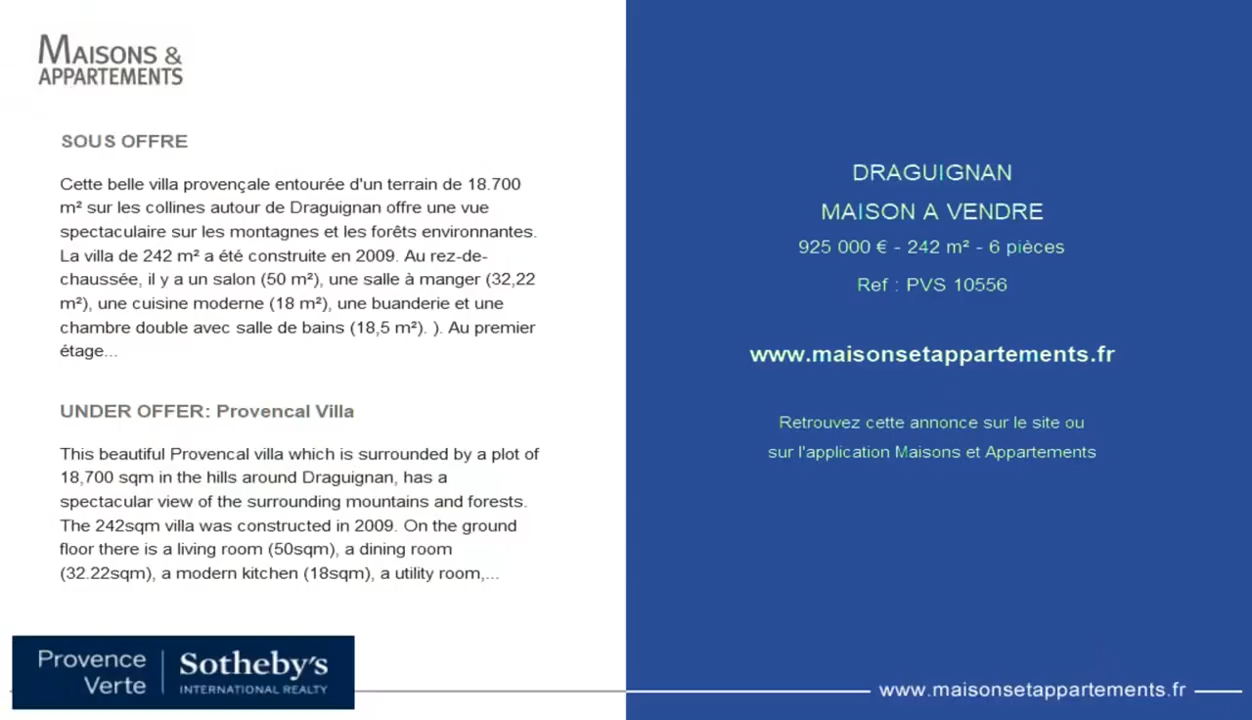 MAISONS &
APPARTEMENTS
SOUS OFFRE
Cette belle villa provençale entourée d'un terrain de 18.700
m² sur les collines autour de Draguignan offre une vue
spectaculaire sur les montagnes et les forêts environnantes.
La villa de 242 m² a été construite en 2009. Au rez-de-
chaussée, il y a un salon (50 m²), une salle à manger (32,22
m²), une cuisine moderne (18 m²), une buanderie et une
chambre double avec salle de bains (18,5 m²). ). Au premier
étage...
UNDER OFFER: Provencal Villa
This beautiful Provencal villa which is surrounded by a plot of
18,700 sqm in the hills around Draguignan, has a
spectacular view of the surrounding mountains and forests.
The 242sqm villa was constructed in 2009. On the ground
floor there is a living room (50sqm), a dining room
(32.22sqm), a modern kitchen (18sqm), a utility room,...
Provence
Verte
Sotheby's
INTERNATIONAL REALTY
DRAGUIGNAN
MAISON A VENDRE
925 000 € - 242 m² - 6 pièces
Ref : PVS 10556
www.maisonsetappartements.fr
Retrouvez cette annonce sur le site ou
sur l'application Maisons et Appartements
www.maisonsetappartements.fr